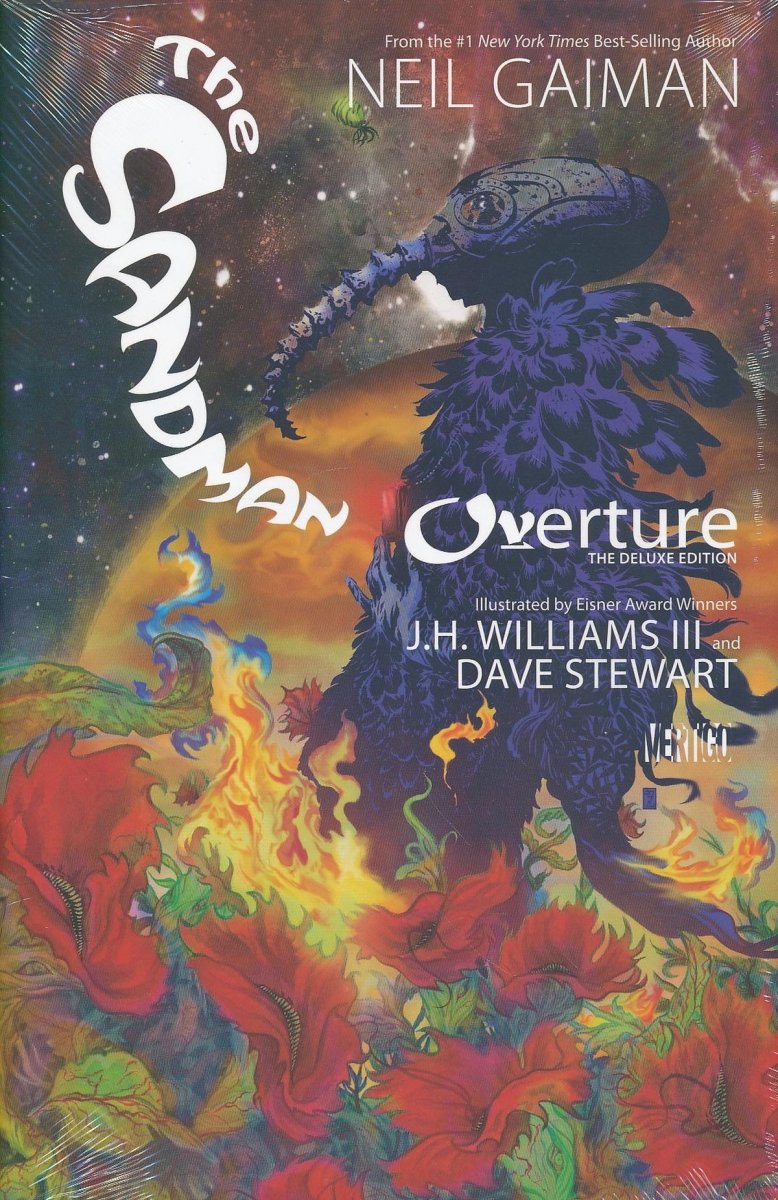 The
SANDMAN
From the #1 New York Times Best-Selling Author
NEIL GAIMAN
Overture
THE DELUXE EDITION
Illustrated by Eisner Award Winners
J.H. WILLIAMS III and
DAVE STEWART
VERTIGO